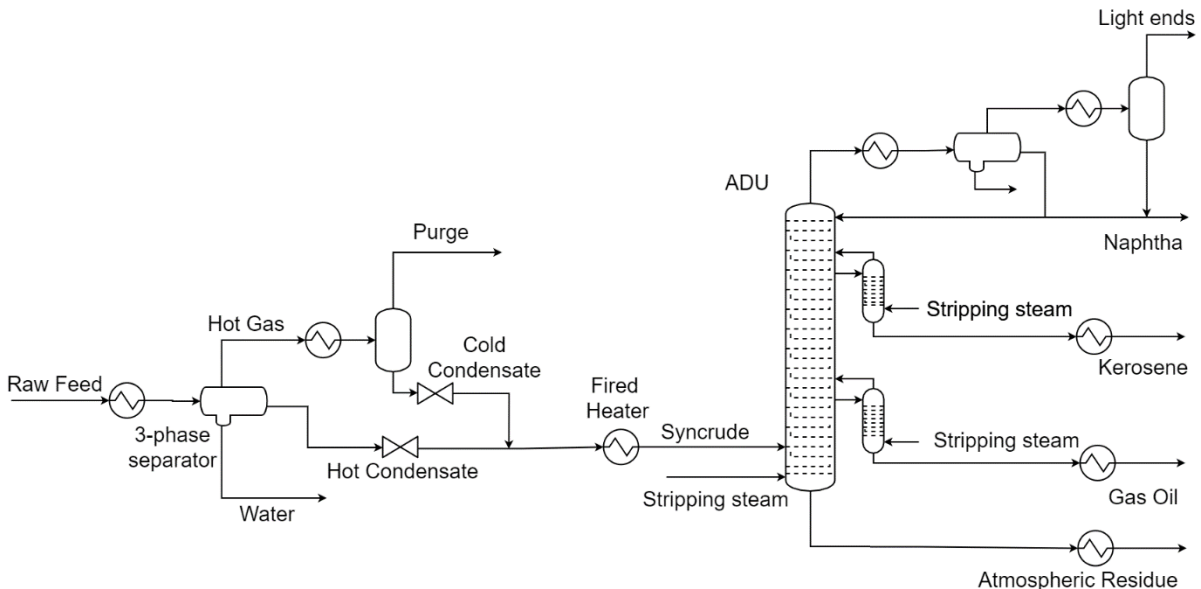 Light ends
ADU
Naphtha
Purge
Hot Gas
Stripping steam
Cold
Condensate
Kerosene
Raw Feed
Fired
Heater
3-phase
separator
Syncrude
Stripping steam
Hot Condensate
Stripping steam
Water
Gas Oil
Atmospheric Residue